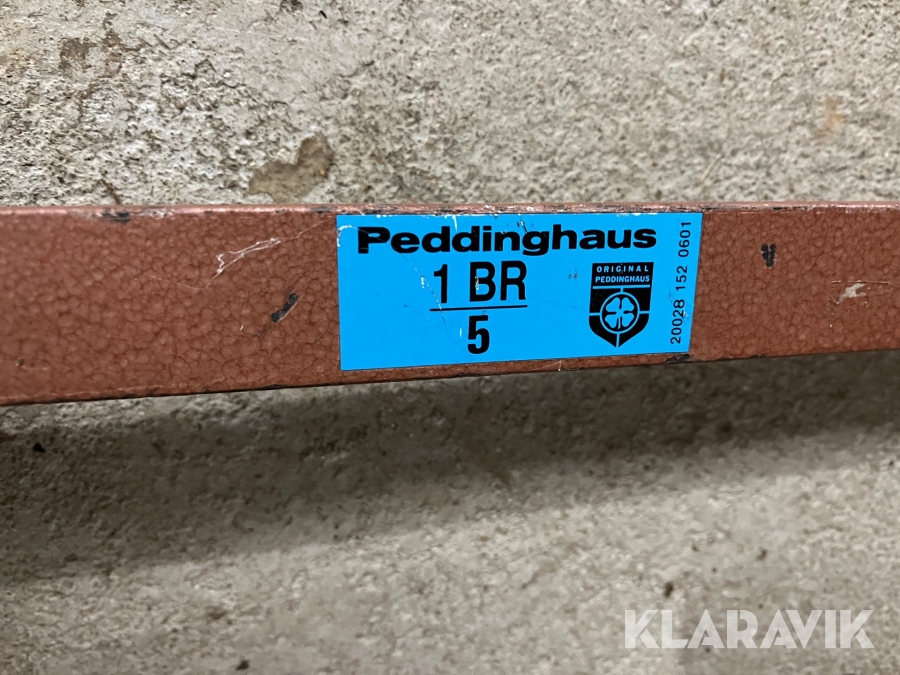 Peddinghaus
1 BR
5
ORIGINAL
PEDDINGHAUS
20028 152 0601
KLARAVIK